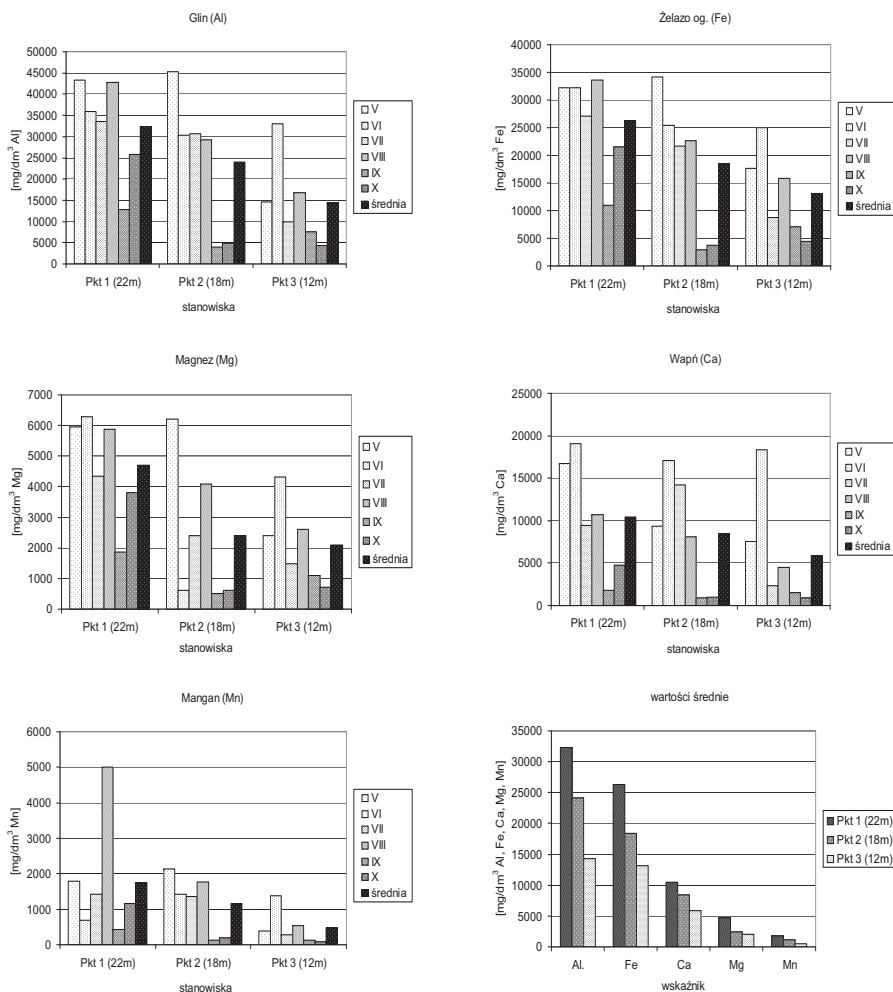 Glin (Al)
[mg/dm³ Al]
50000
45000
40000
35000
30000
25000
20000
15000
10000
5000
0
Pkt 1 (22m) Pkt 2 (18m) Pkt 3 (12m)
stanowiska
V
VI
VII
VIII
IX
X
średnia
Żelazo og. (Fe)
[mg/dm³ Fe]
40000
35000
30000
25000
20000
15000
10000
5000
0
Pkt 1 (22m) Pkt 2 (18m) Pkt 3 (12m)
stanowiska
V
VI
VII
VIII
IX
X
średnia
Magnez (Mg)
[mg/dm³ Mg]
7000
6000
5000
4000
3000
2000
1000
0
Pkt 1 (22m) Pkt 2 (18m) Pkt 3 (12m)
stanowiska
V
VI
VII
VIII
IX
X
średnia
Wapń (Ca)
[mg/dm³ Ca]
25000
20000
15000
10000
5000
0
Pkt 1 (22m) Pkt 2 (18m) Pkt 3 (12m)
stanowiska
V
VI
VII
VIII
IX
X
średnia
Mangan (Mn)
[mg/dm³ Mn]
6000
5000
4000
3000
2000
1000
0
Pkt 1 (22m) Pkt 2 (18m) Pkt 3 (12m)
stanowiska
V
VI
VII
VIII
IX
X
średnia
wartości średnie
[mg/dm³ Al, Fe, Ca, Mg, Mn]
35000
30000
25000
20000
15000
10000
5000
0
Al. Fe Ca Mg Mn
wskaźnik
Pkt 1 (22m)
Pkt 2 (18m)
Pkt 3 (12m)